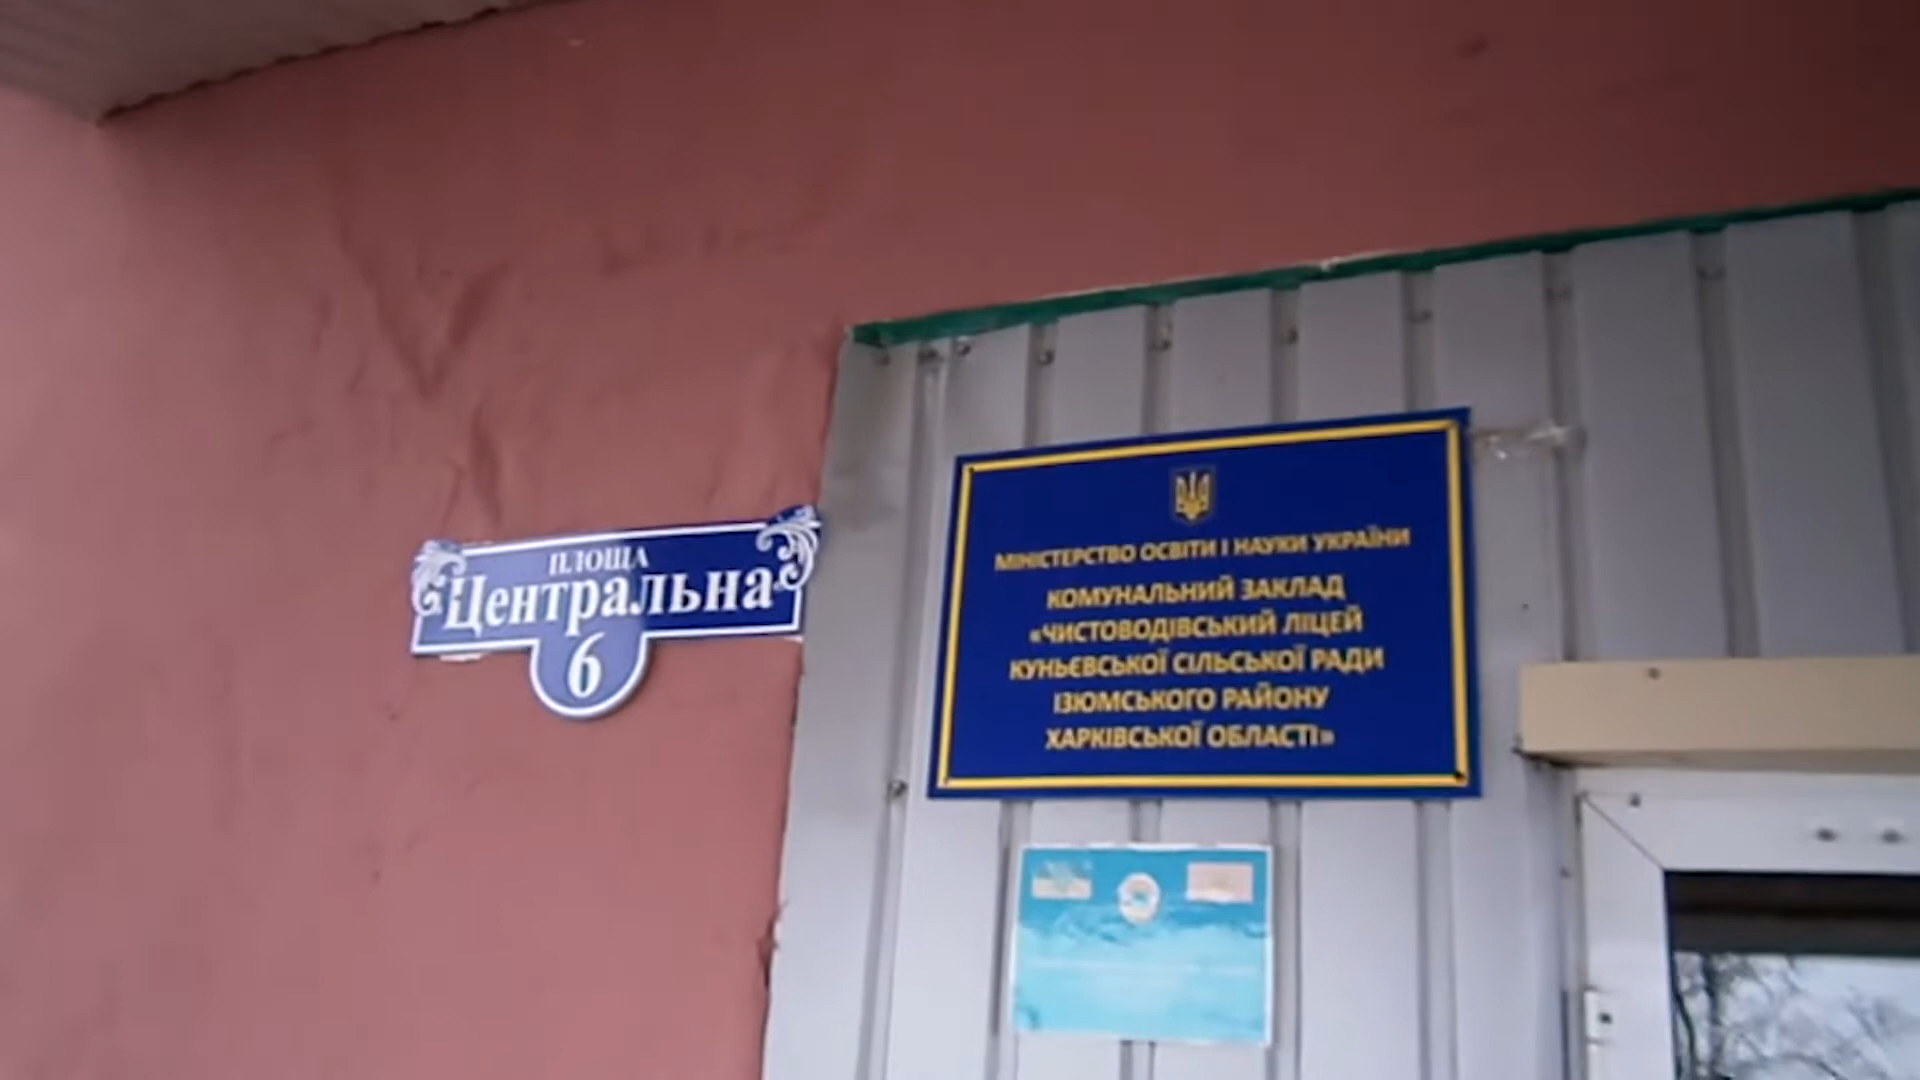 ПЛОЩА
Центральна
6
МІНІСТЕРСТВО ОСВІТИ І НАУКИ УКРАЇНИ
КОМУНАЛЬНИЙ ЗАКЛАД
«ЧИСТОВОДІВСЬКИЙ ЛІЦЕЙ
КУНЬЄВСЬКОЇ СІЛЬСЬКОЇ РАДИ
ІЗЮМСЬКОГО РАЙОНУ
ХАРКІВСЬКОЇ ОБЛАСТІ»